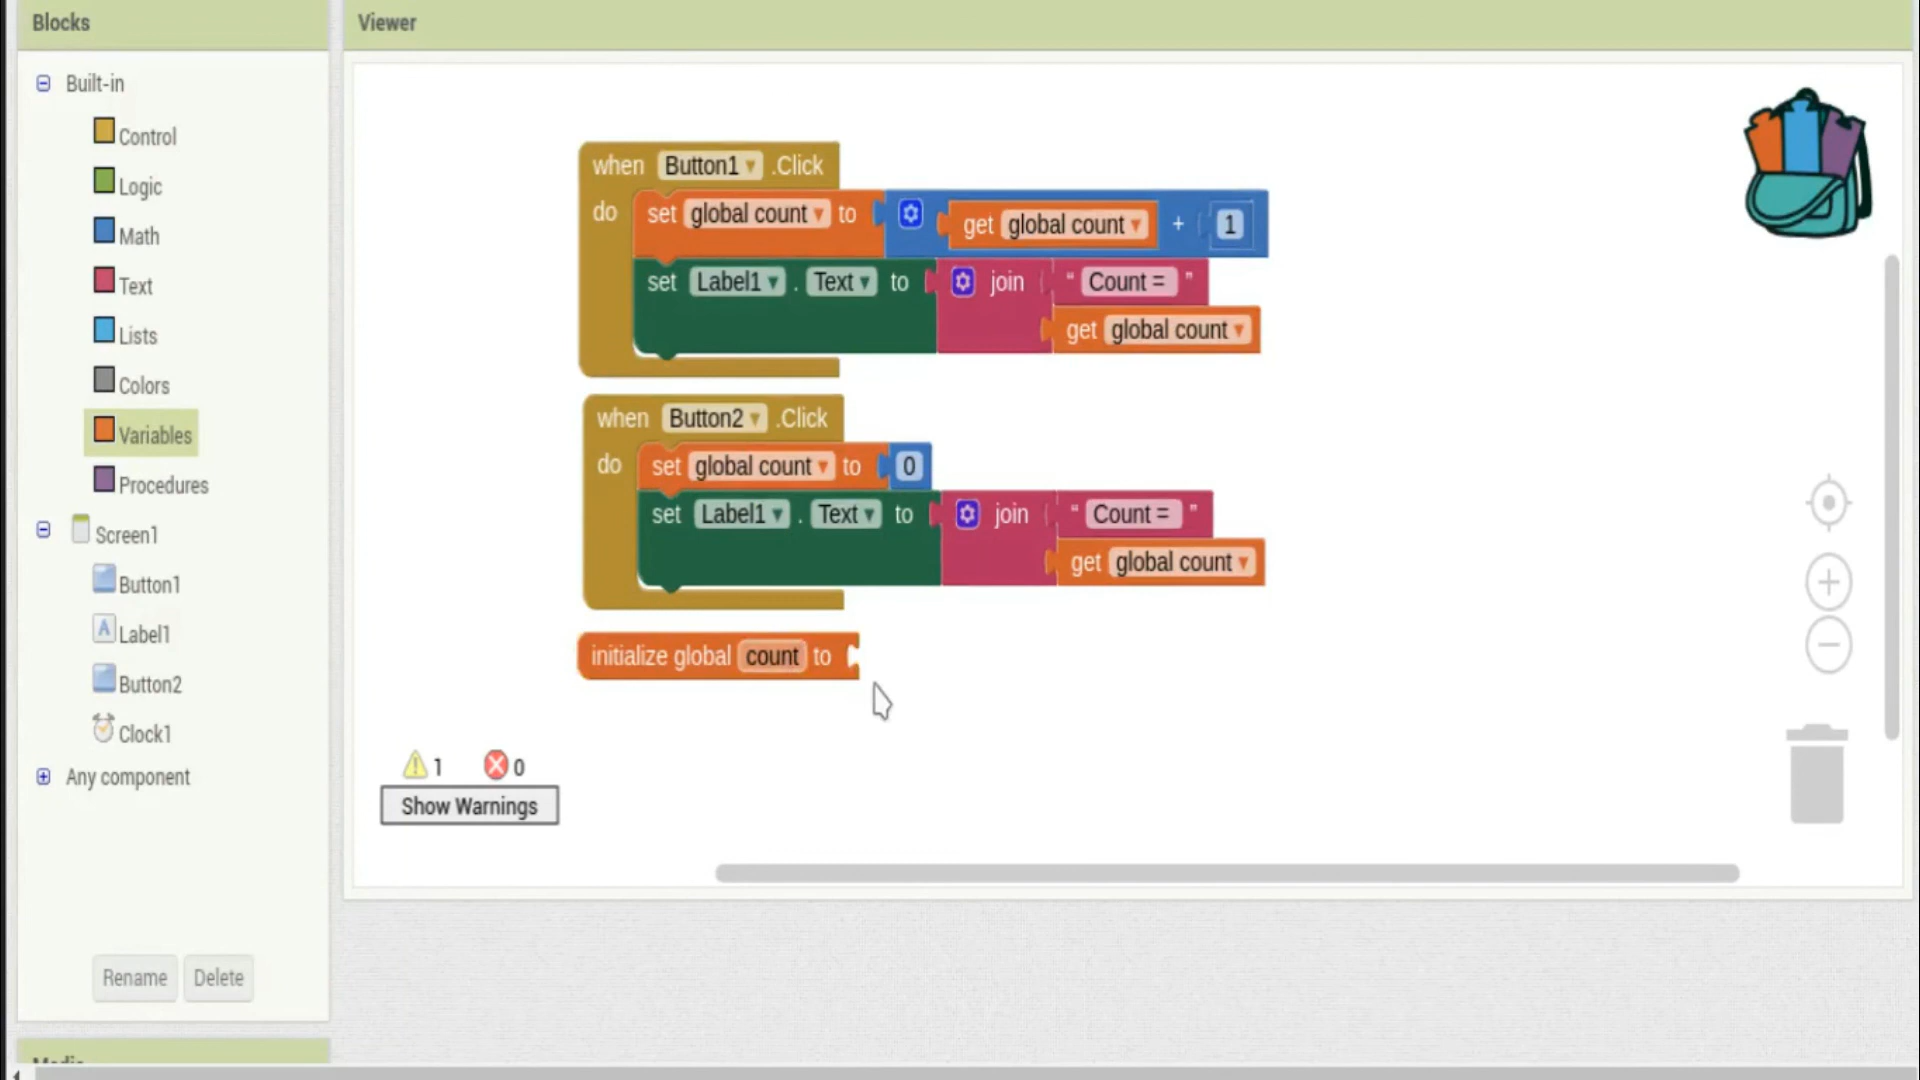 Blocks
Viewer
Built-in
Control
Logic
Math
Text
Lists
Colors
Variables
Procedures
Screen1
Button1
Label1
Button2
Clock1
Any component
Rename Delete
when Button1 .Click
do set global count to get global count + 1
set Label1 . Text to join “ Count = ”
get global count
when Button2 .Click
do set global count to 0
set Label1 . Text to join “ Count = ”
get global count
initialize global count to
1 0
Show Warnings
Media